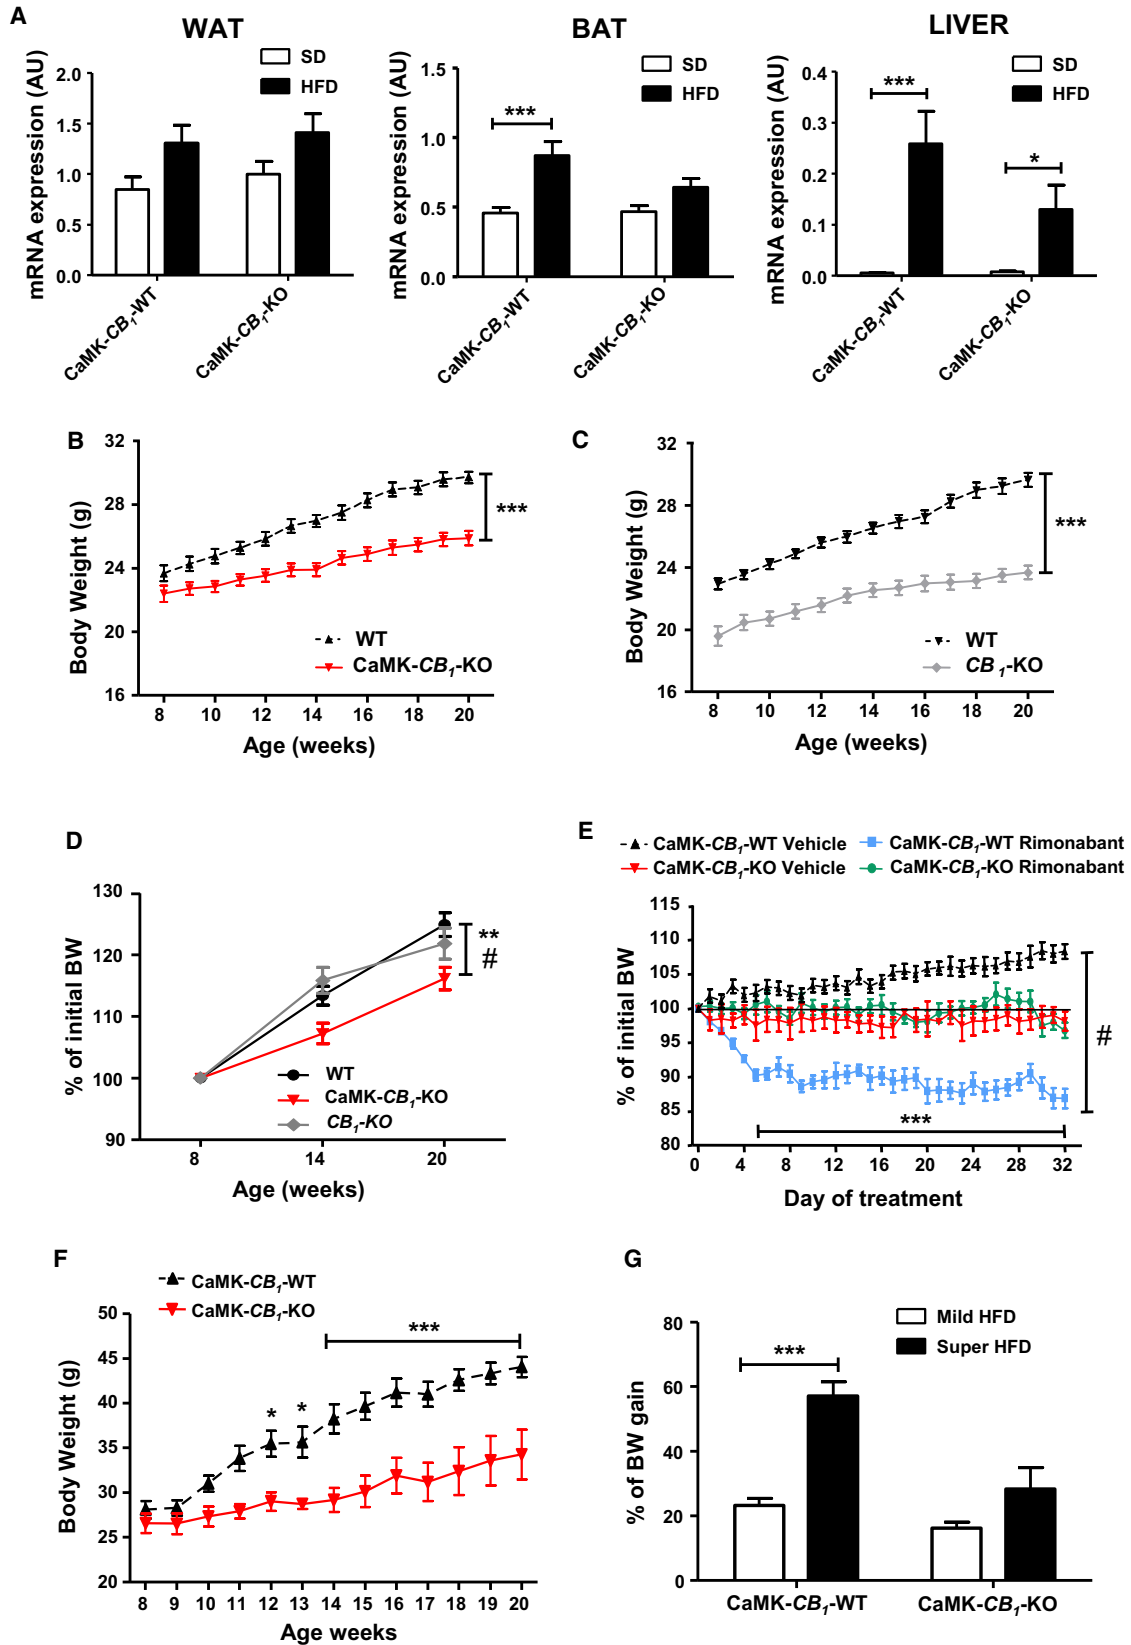 A
WAT
BAT
LIVER
mRNA expression (AU)
2.0
1.5
1.0
0.5
0.0
SD
HFD
CaMK-CB1-WT
CaMK-CB1-KO
mRNA expression (AU)
1.5
1.0
0.5
0.0
SD
HFD
***
CaMK-CB1-WT
CaMK-CB1-KO
mRNA expression (AU)
0.4
0.3
0.2
0.1
0.0
SD
HFD
***
*
CaMK-CB1-WT
CaMK-CB1-KO
B
Body Weight (g)
32
28
24
20
16
***
WT
CaMK-CB1-KO
8 10 12 14 16 18 20
Age (weeks)
C
Body Weight (g)
32
28
24
20
16
***
WT
CB1-KO
8 10 12 14 16 18 20
Age (weeks)
D
% of initial BW
130
120
110
100
90
**
#
WT
CaMK-CB1-KO
CB1-KO
8 14 20
Age (weeks)
E
CaMK-CB1-WT Vehicle
CaMK-CB1-WT Rimonabant
CaMK-CB1-KO Vehicle
CaMK-CB1-KO Rimonabant
% of initial BW
115
110
105
100
95
90
85
80
#
***
0 4 8 12 16 20 24 28 32
Day of treatment
F
CaMK-CB1-WT
CaMK-CB1-KO
Body Weight (g)
50
45
40
35
30
25
20
* *
***
8 9 10 11 12 13 14 15 16 17 18 19 20
Age weeks
G
% of BW gain
80
60
40
20
0
Mild HFD
Super HFD
***
CaMK-CB1-WT
CaMK-CB1-KO